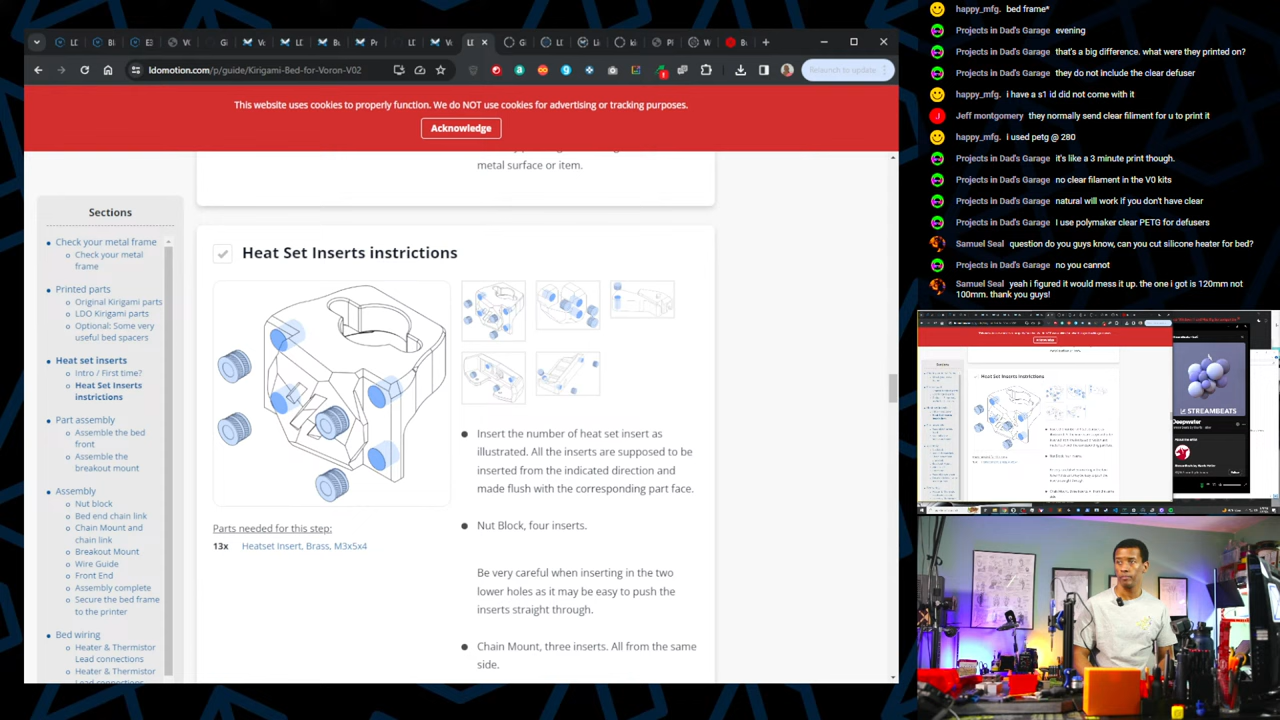 ldomotion.com/p/guide/Kirigami-Bed-for-Voron-V02
Relaunch to update
This website uses cookies to properly function. We do NOT use cookies for advertising or tracking purposes.
Acknowledge
metal surface or item.
Sections
Check your metal frame
Check your metal
frame
Printed parts
Original Kirigami parts
LDO Kirigami parts
Optional: Some very
useful bed spacers
Heat set inserts
Intro / First time?
Heat Set Inserts
instrictions
Part assembly
Assemble the bed
front
Assemble the
breakout mount
Assembly
Nut block
Bed end chain link
Chain Mount and
chain link
Breakout Mount
Wire Guide
Front End
Assembly complete
Secure the bed frame
to the printer
Bed wiring
Heater & Thermistor
Lead connections
Heater & Thermistor
Lead connections
Heat Set Inserts instrictions
Parts needed for this step:
13x Heatset Insert, Brass, M3x5x4
Insert the number of heat set insert as
illustrated. All the inserts are supposed to be
inserted from the indicated direction and
made flush with the corresponding part face.
Nut Block, four inserts.
Be very careful when inserting in the two
lower holes as it may be easy to push the
inserts straight through.
Chain Mount, three inserts. All from the same
side.
happy_mfg. bed frame*
Projects in Dad's Garage evening
Projects in Dad's Garage that's a big difference. what were they printed on?
Projects in Dad's Garage they do not include the clear defuser
happy_mfg. i have a s1 id did not come with it
Jeff montgomery they normally send clear filiment for u to print it
happy_mfg. i used petg @ 280
Projects in Dad's Garage it's like a 3 minute print though.
Projects in Dad's Garage no clear filament in the V0 kits
Projects in Dad's Garage natural will work if you don't have clear
Projects in Dad's Garage I use polymaker clear PETG for defusers
Samuel Seal question do you guys know, can you cut silicone heater for bed?
Projects in Dad's Garage no you cannot
Samuel Seal yeah i figured it would mess it up. the one i got is 120mm not
100mm. thank you guys!
Heat Set Inserts instrictions
STREAMBEATS
Deepwater